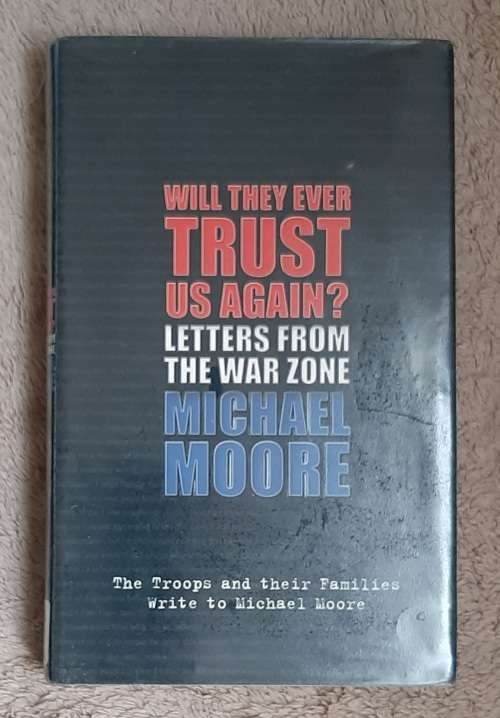 WILL THEY EVER
TRUST
US AGAIN?
LETTERS FROM
THE WAR ZONE
MICHAEL
MOORE
The Troops and their Families
Write to Michael Moore